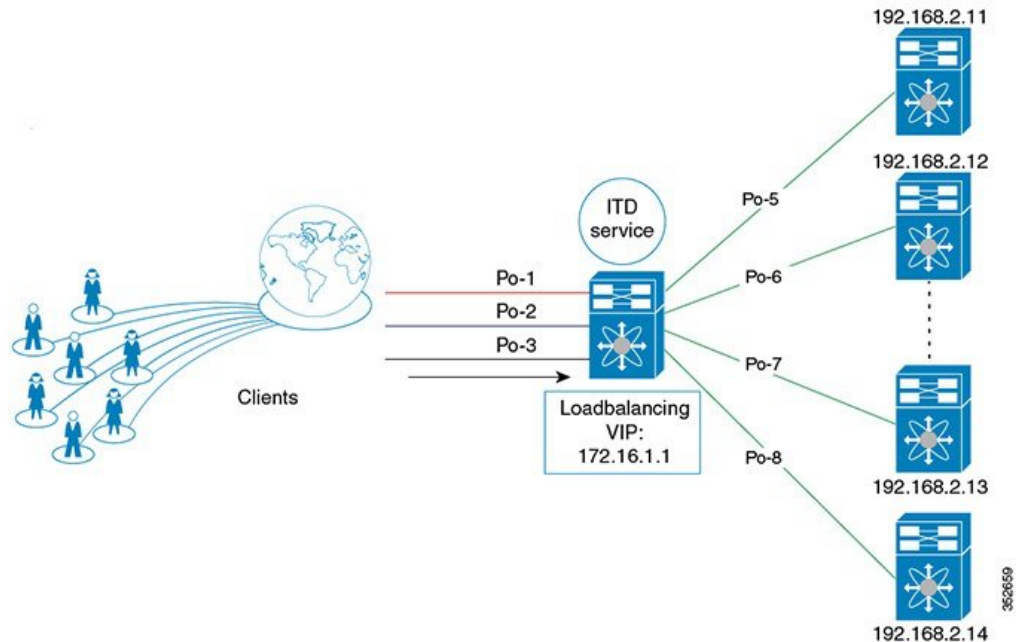 192.168.2.11
192.168.2.12
Po-5
ITD
service
Po-6
Po-1
Po-2
Po-3
Po-7
Clients
Loadbalancing
VIP:
172.16.1.1
Po-8
192.168.2.13
192.168.2.14
352659